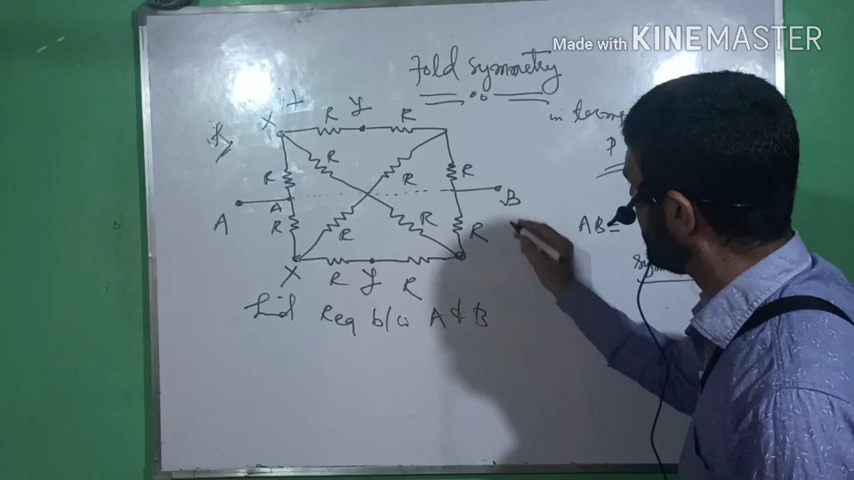 Made with KINEMASTER
Fold symmetry
in terms
X Y
R R
P
R R R R
A A B
R R R R
AB =
X Y
R R
Find Req b/w A & B